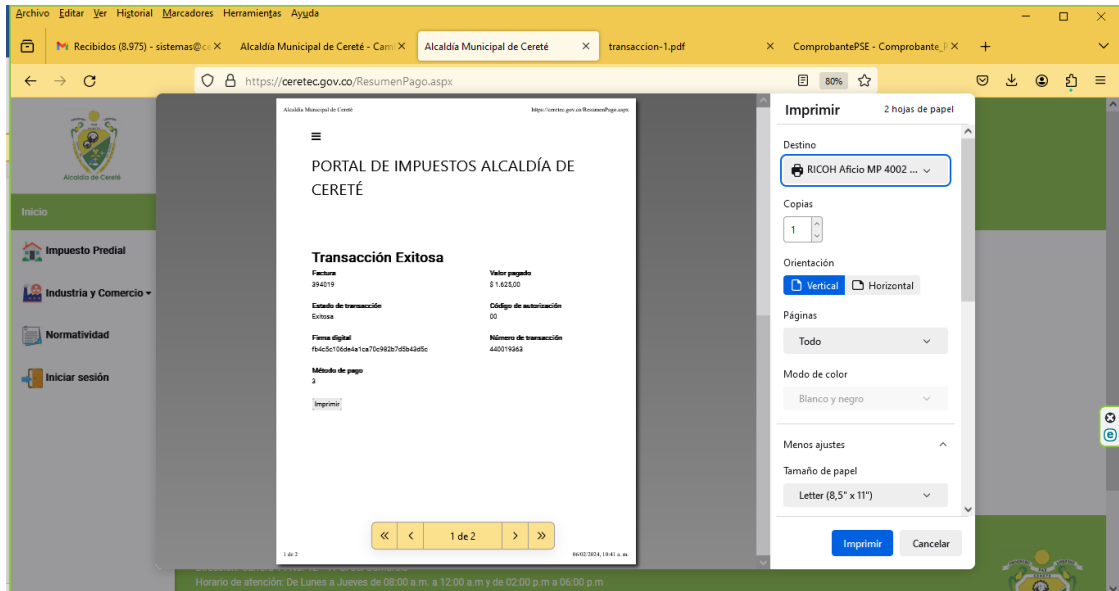 Archivo Editar Ver Historial Marcadores Herramientas Ayuda
Recibidos (8.975) - sistemas@ce
Alcaldía Municipal de Cereté - Cam
Alcaldía Municipal de Cereté
transaccion-1.pdf
ComprobantePSE - Comprobante_P
https://ceretec.gov.co/ResumenPago.aspx
80%
Alcaldía de Cereté
Inicio
Impuesto Predial
Industria y Comercio
Normatividad
Iniciar sesión
Alcaldía Municipal de Cereté
https://ceretec.gov.co/ResumenPago.aspx
PORTAL DE IMPUESTOS ALCALDÍA DE
CERETÉ
Transacción Exitosa
Factura
394019
Valor pagado
$ 1.625,00
Estado de transacción
Exitosa
Código de autorización
00
Firma digital
fb4c5c106de4a1ca70c982b7d5b43d5c
Número de transacción
440019363
Método de pago
3
Imprimir
1 de 2
1 de 2
06/02/2024, 10:41 a. m.
Imprimir
2 hojas de papel
Destino
RICOH Aficio MP 4002 ...
Copias
1
Orientación
Vertical
Horizontal
Páginas
Todo
Modo de color
Blanco y negro
Menos ajustes
Tamaño de papel
Letter (8,5" x 11")
Imprimir
Cancelar
Horario de atención: De Lunes a Jueves de 08:00 a.m. a 12:00 a.m y de 02:00 p.m a 06:00 p.m